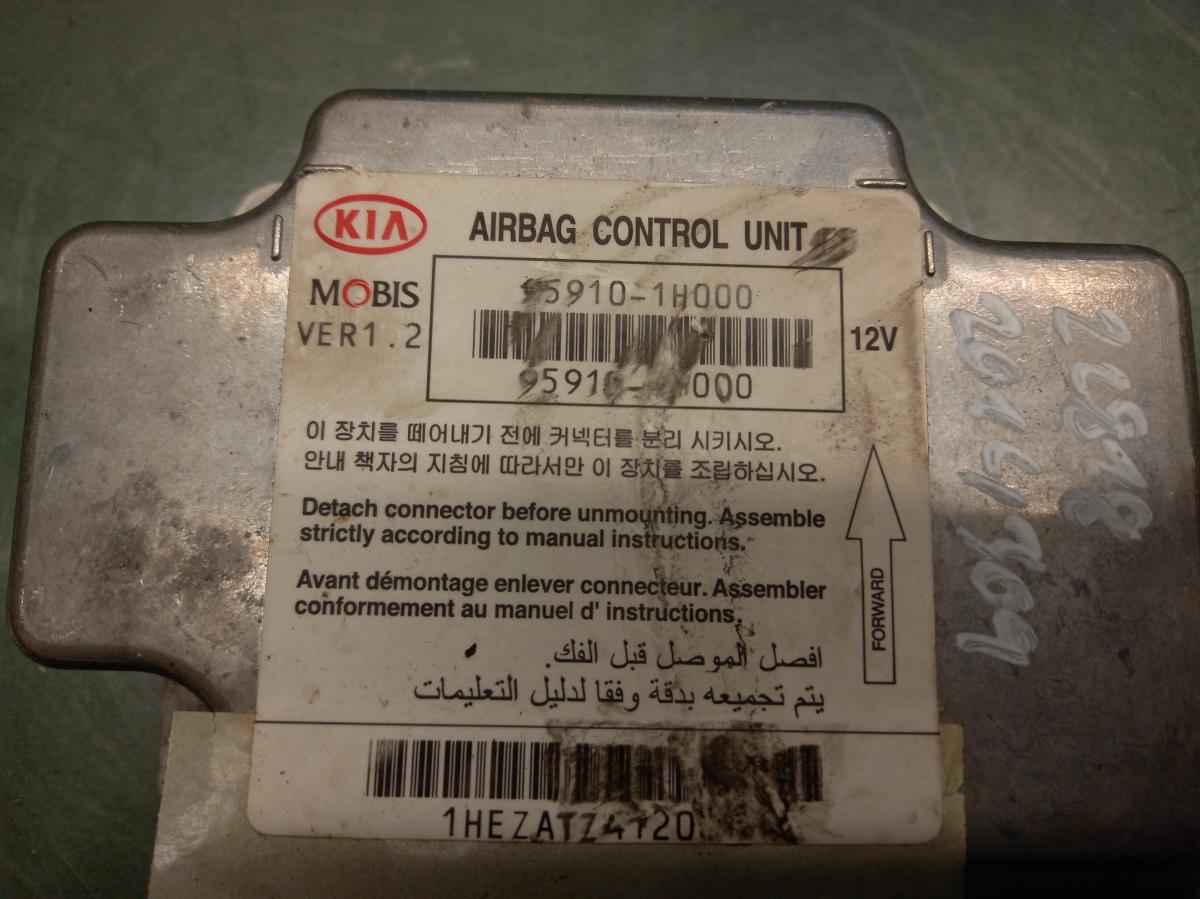 KIA
AIRBAG CONTROL UNIT
MOBIS
VER1.2
95910-1H000
12V
95910-1H000
이 장치를 떼어내기 전에 커넥터를 분리 시키시오.
안내 책자의 지침에 따라서만 이 장치를 조립하십시오.
Detach connector before unmounting. Assemble
strictly according to manual instructions.
Avant démontage enlever connecteur. Assembler
conformement au manuel d' instructions.
FORWARD
افصل الموصل قبل الفك.
يتم تجميعه بدقة وفقا لدليل التعليمات